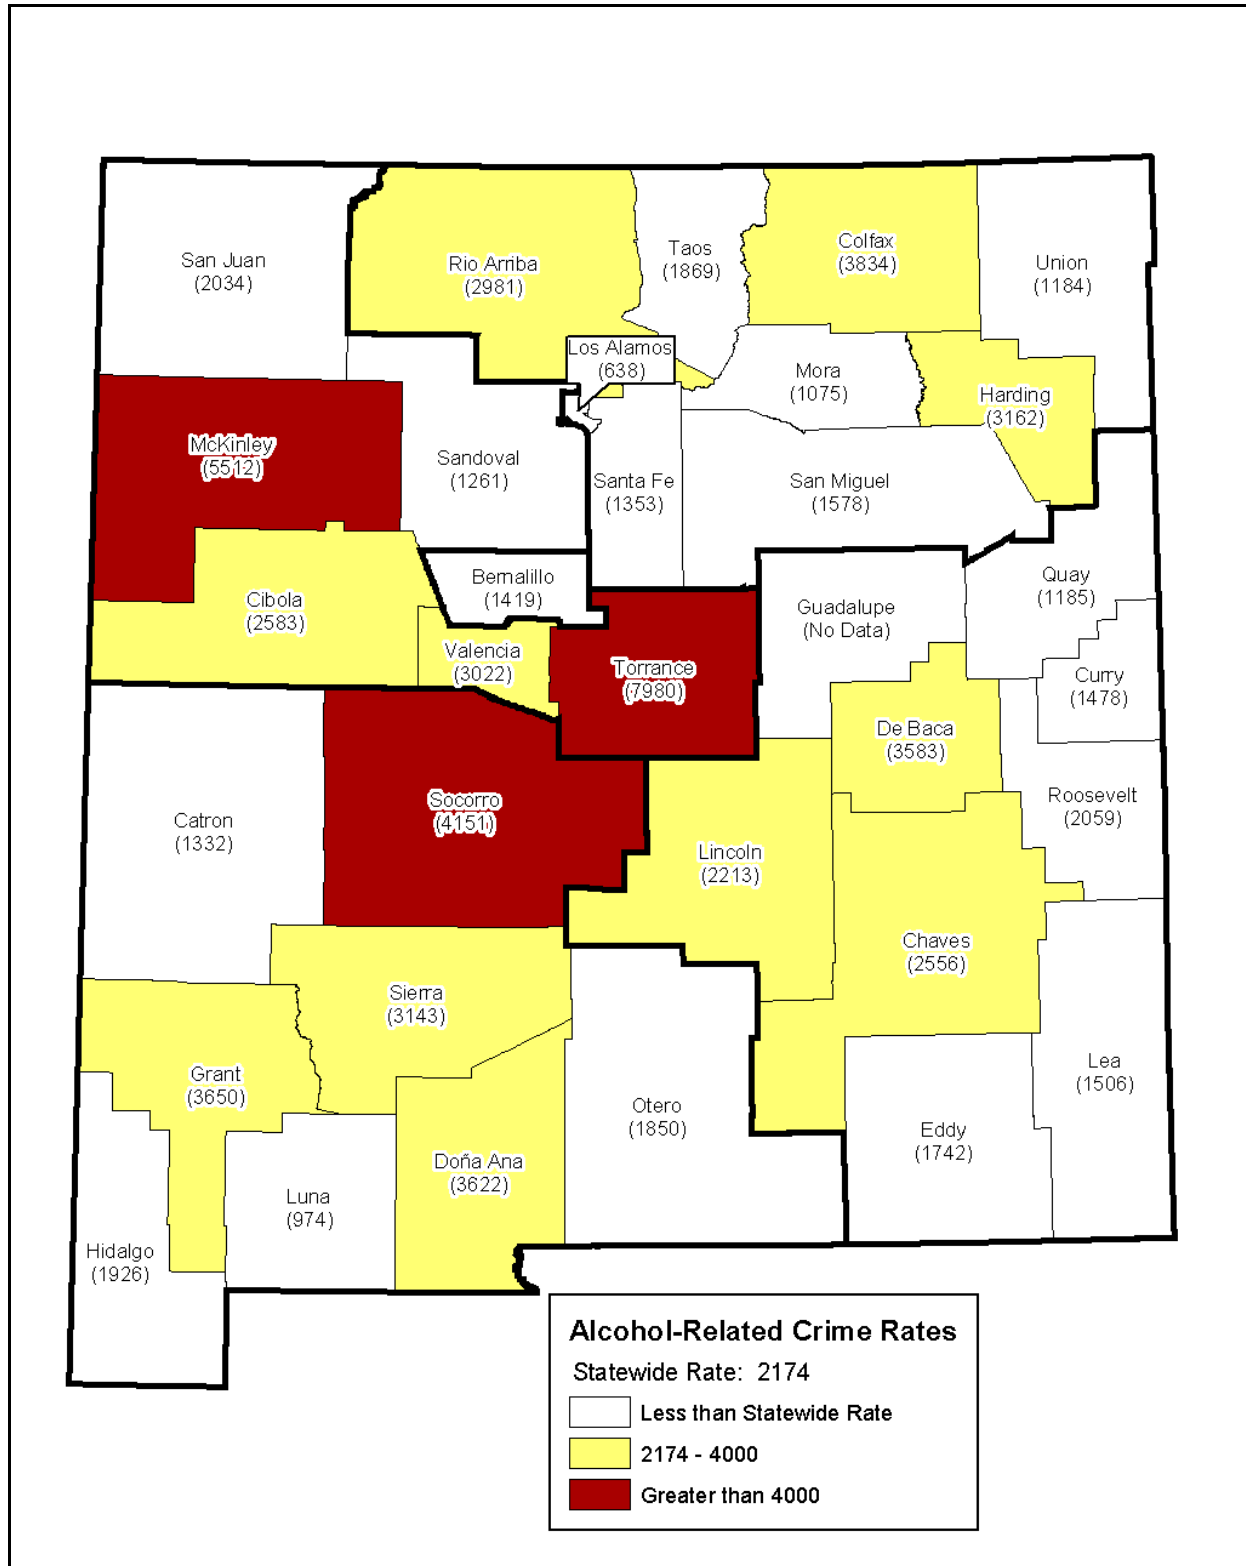 San Juan
(2034)
Rio Arriba
(2981)
Taos
(1869)
Colfax
(3834)
Union
(1184)
Los Alamos
(638)
Mora
(1075)
Harding
(3162)
McKinley
(5512)
Sandoval
(1261)
Santa Fe
(1353)
San Miguel
(1578)
Cibola
(2583)
Bernalillo
(1419)
Valencia
(3022)
Torrance
(7980)
Guadalupe
(No Data)
Quay
(1185)
Curry
(1478)
De Baca
(3583)
Roosevelt
(2059)
Catron
(1332)
Socorro
(4151)
Lincoln
(2213)
Chaves
(2556)
Sierra
(3143)
Grant
(3650)
Otero
(1850)
Lea
(1506)
Eddy
(1742)
Doña Ana
(3622)
Luna
(974)
Hidalgo
(1926)
Alcohol-Related Crime Rates
Statewide Rate: 2174
Less than Statewide Rate
2174 - 4000
Greater than 4000